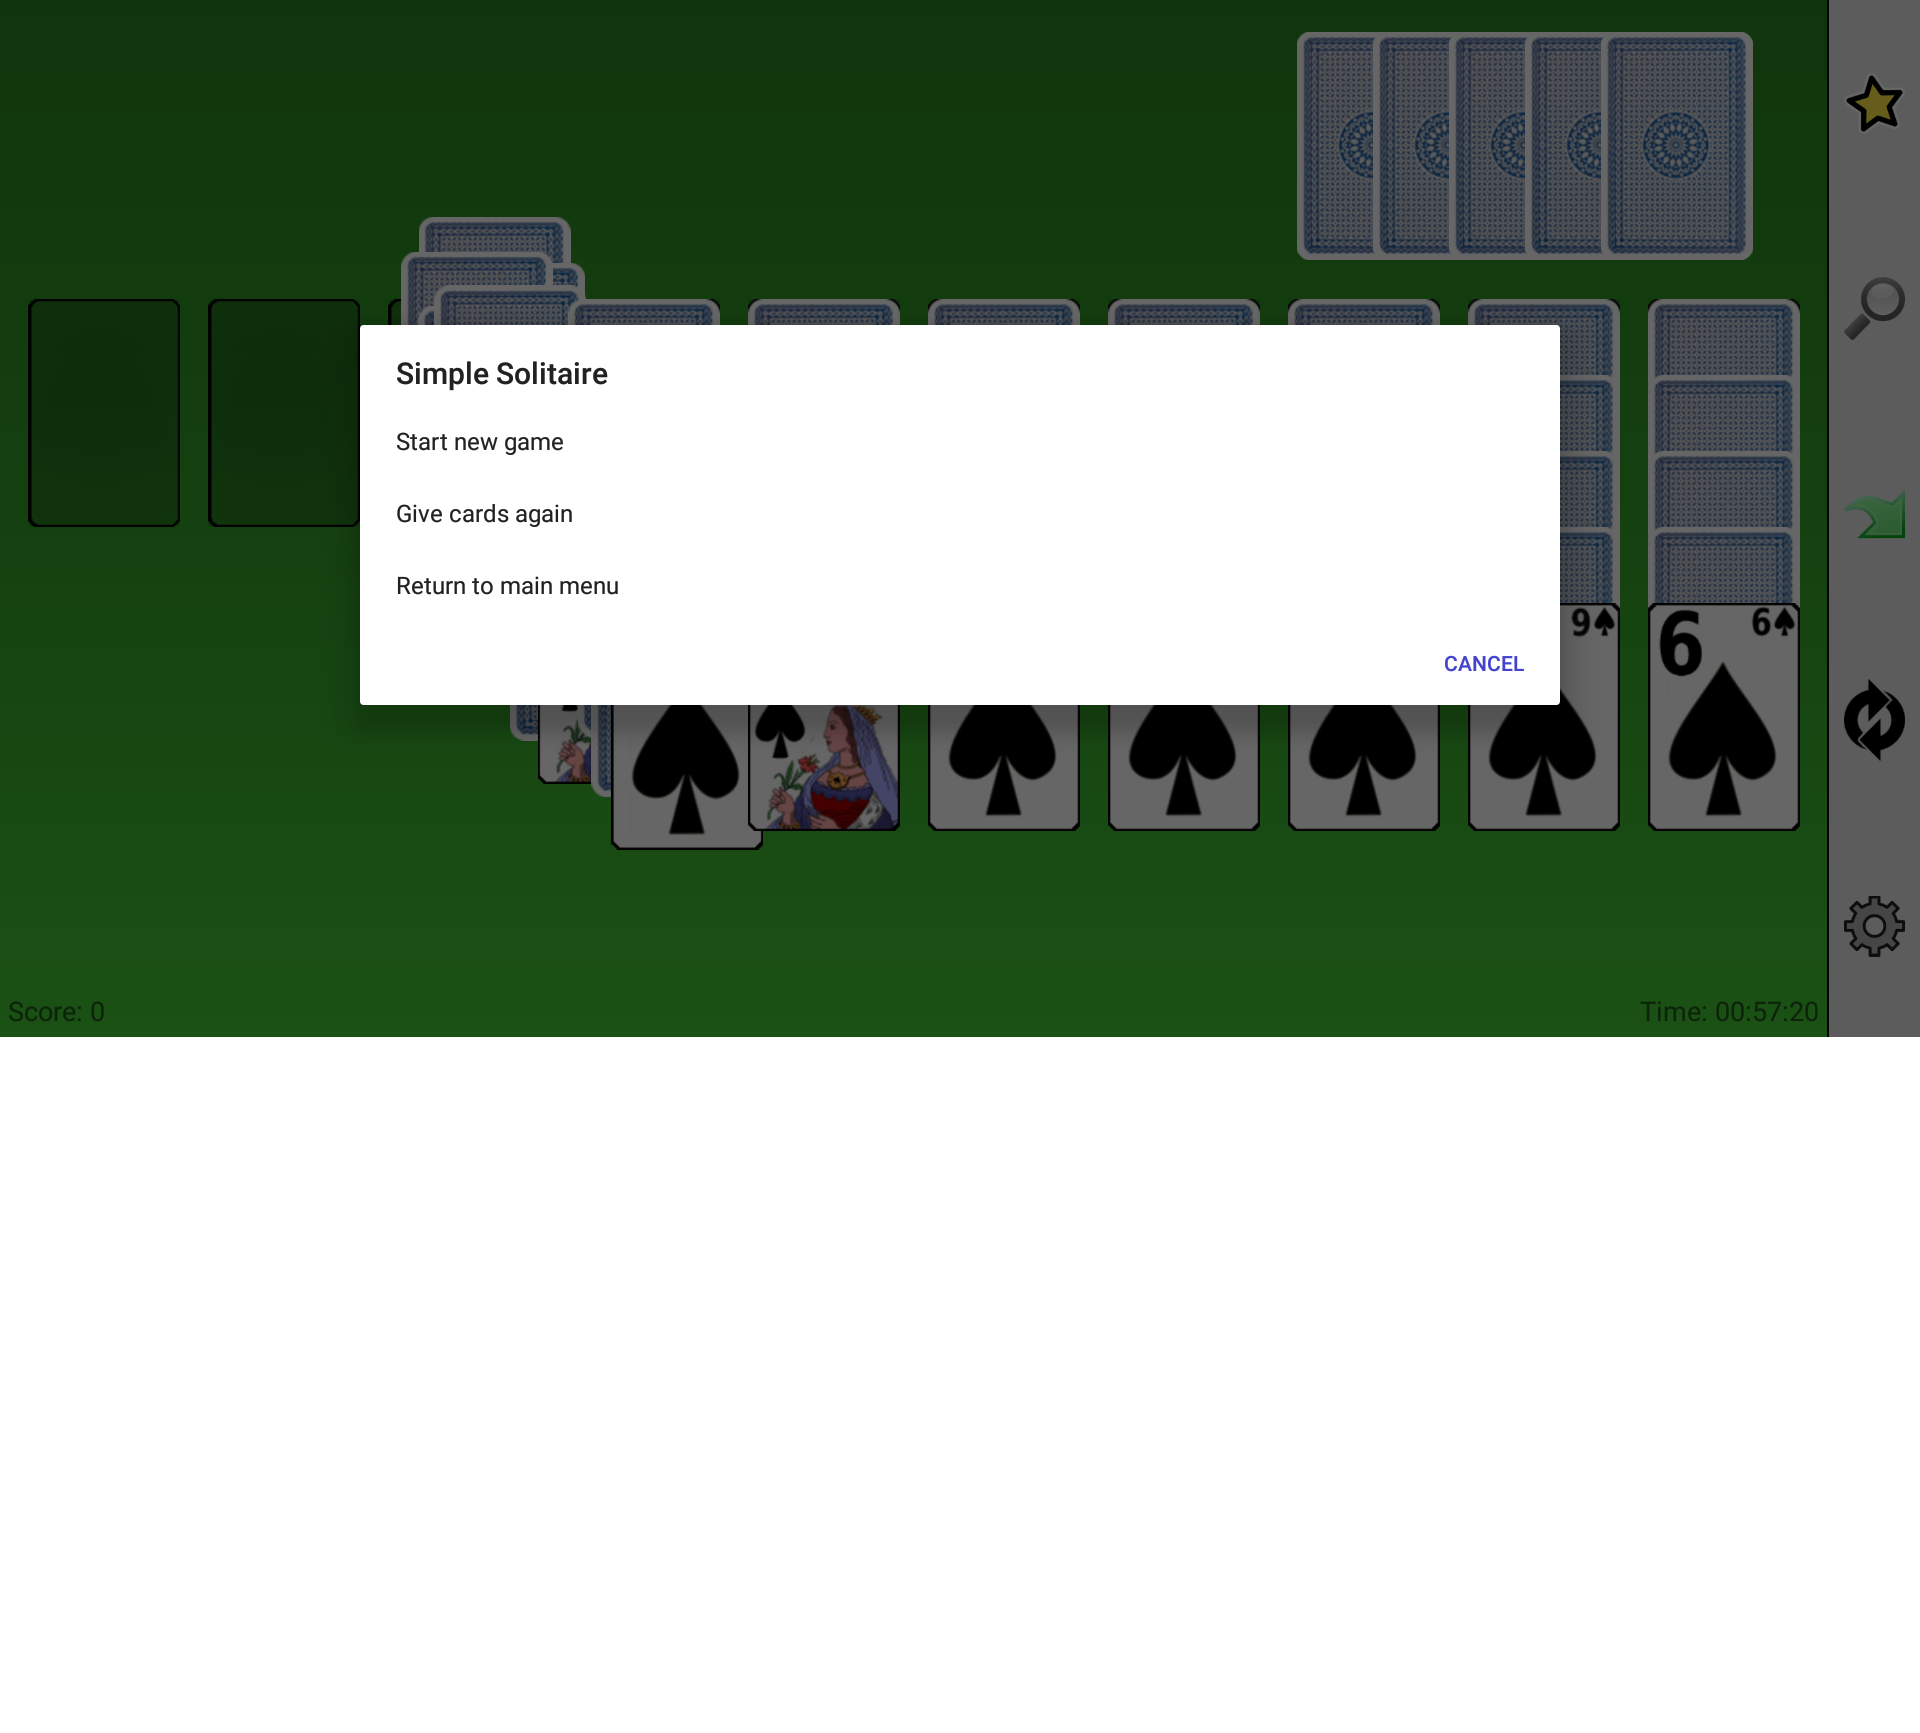 Simple Solitaire
Start new game
Give cards again
Return to main menu
CANCEL
9♠
6 6♠
Score: 0
Time: 00:57:20